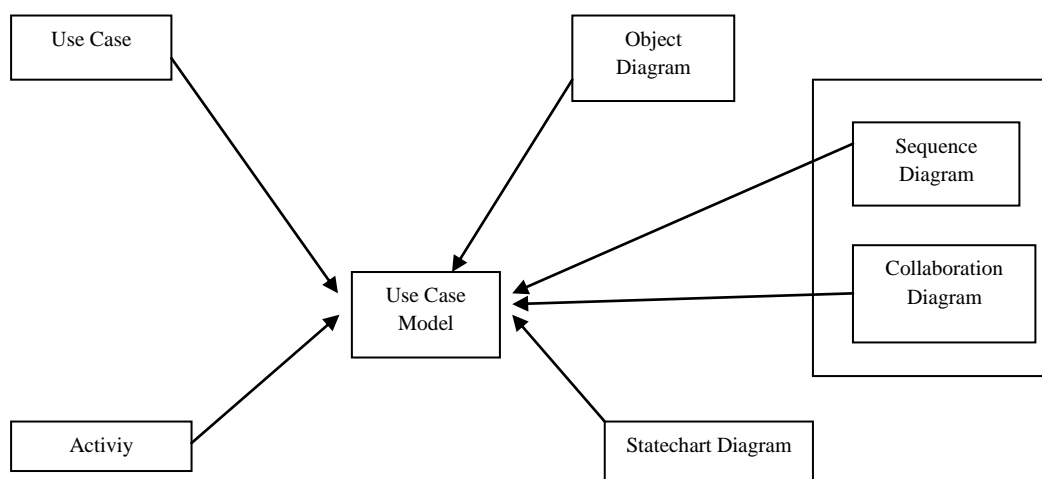 Use Case
Object
Diagram
Sequence
Diagram
Collaboration
Diagram
Use Case
Model
Activiy
Statechart Diagram